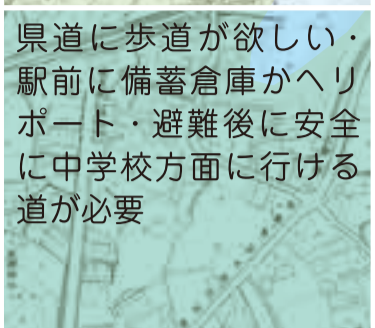 県道に歩道が欲しい・
駅前に備蓄倉庫かヘリ
ポート・避難後に安全
に中学校方面に行ける
道が必要